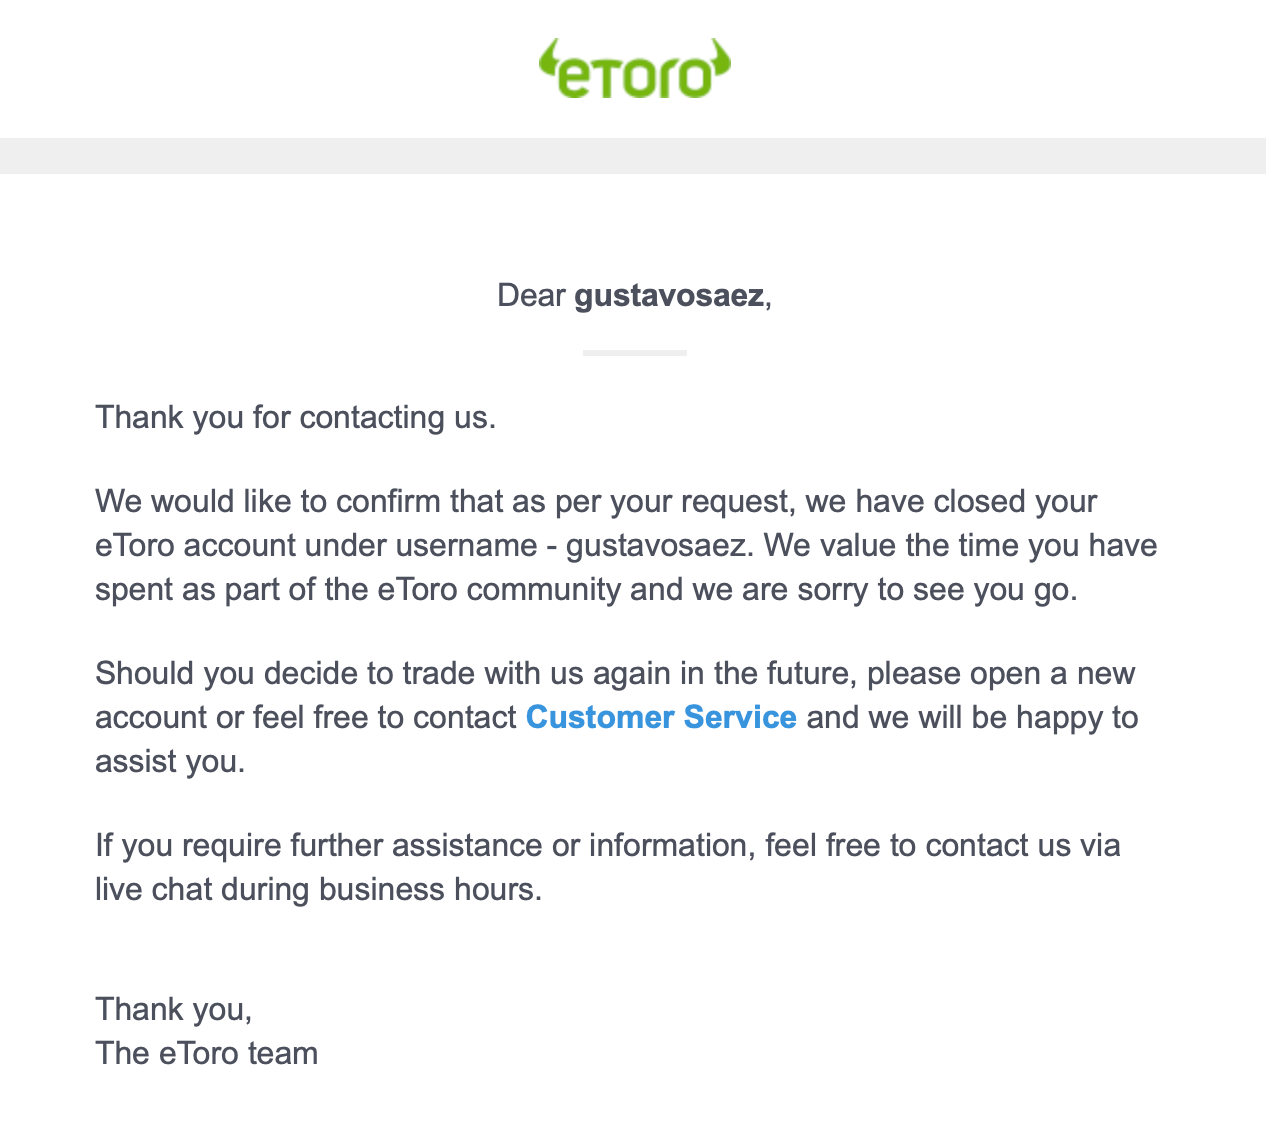 eToro
Dear gustavosaez,
Thank you for contacting us.
We would like to confirm that as per your request, we have closed your
eToro account under username - gustavosaez. We value the time you have
spent as part of the eToro community and we are sorry to see you go.
Should you decide to trade with us again in the future, please open a new
account or feel free to contact Customer Service and we will be happy to
assist you.
If you require further assistance or information, feel free to contact us via
live chat during business hours.
Thank you,
The eToro team